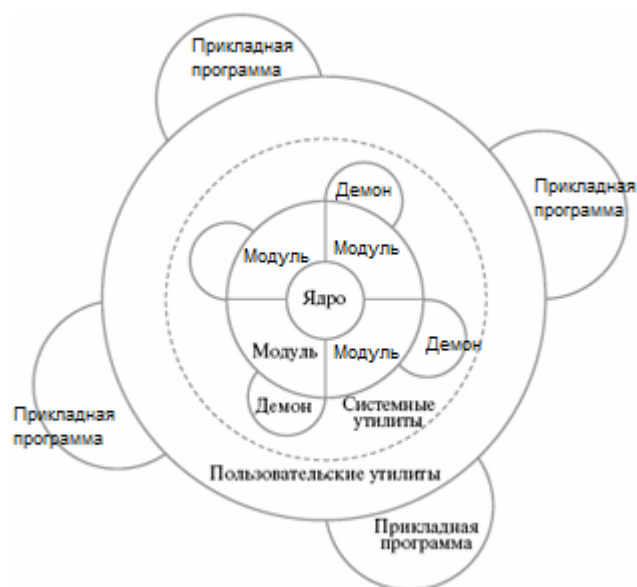 Прикладная
программа
Прикладная
программа
Демон
Модуль
Модуль
Ядро
Модуль
Модуль
Демон
Демон
Системные
утилиты
Прикладная
программа
Пользовательские утилиты
Прикладная
программа